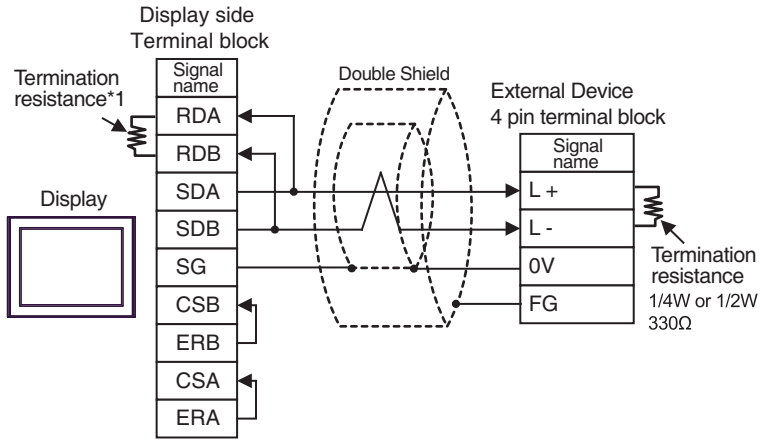 Display side
Terminal block
Termination
resistance*1
Signal
name
RDA
RDB
SDA
SDB
SG
CSB
ERB
CSA
ERA
Display
Double Shield
External Device
4 pin terminal block
Signal
name
L +
L -
0V
FG
Termination
resistance
1/4W or 1/2W
330Ω